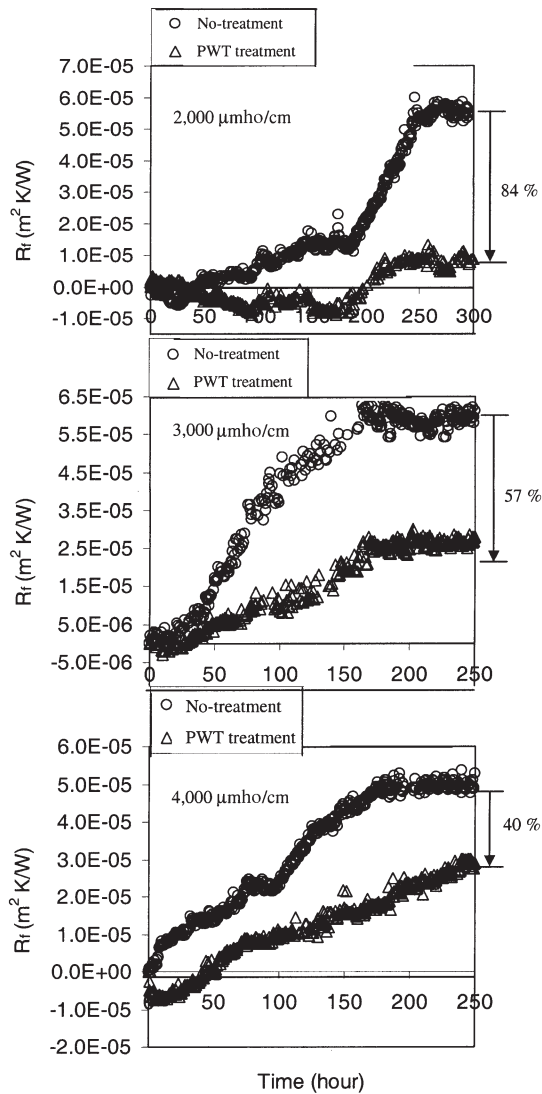 No-treatment
PWT treatment
7.0E-05
6.0E-05
5.0E-05
4.0E-05
3.0E-05
2.0E-05
1.0E-05
0.0E+00
-1.0E-05
Rf (m² K/W)
2,000 µmho/cm
84 %
0 50 100 150 200 250 300
No-treatment
PWT treatment
6.5E-05
5.5E-05
4.5E-05
3.5E-05
2.5E-05
1.5E-05
5.0E-06
-5.0E-06
Rf (m² K/W)
3,000 µmho/cm
57 %
0 50 100 150 200 250
No-treatment
PWT treatment
6.0E-05
5.0E-05
4.0E-05
3.0E-05
2.0E-05
1.0E-05
0.0E+00
-1.0E-05
-2.0E-05
Rf (m² K/W)
4,000 µmho/cm
40 %
0 50 100 150 200 250
Time (hour)